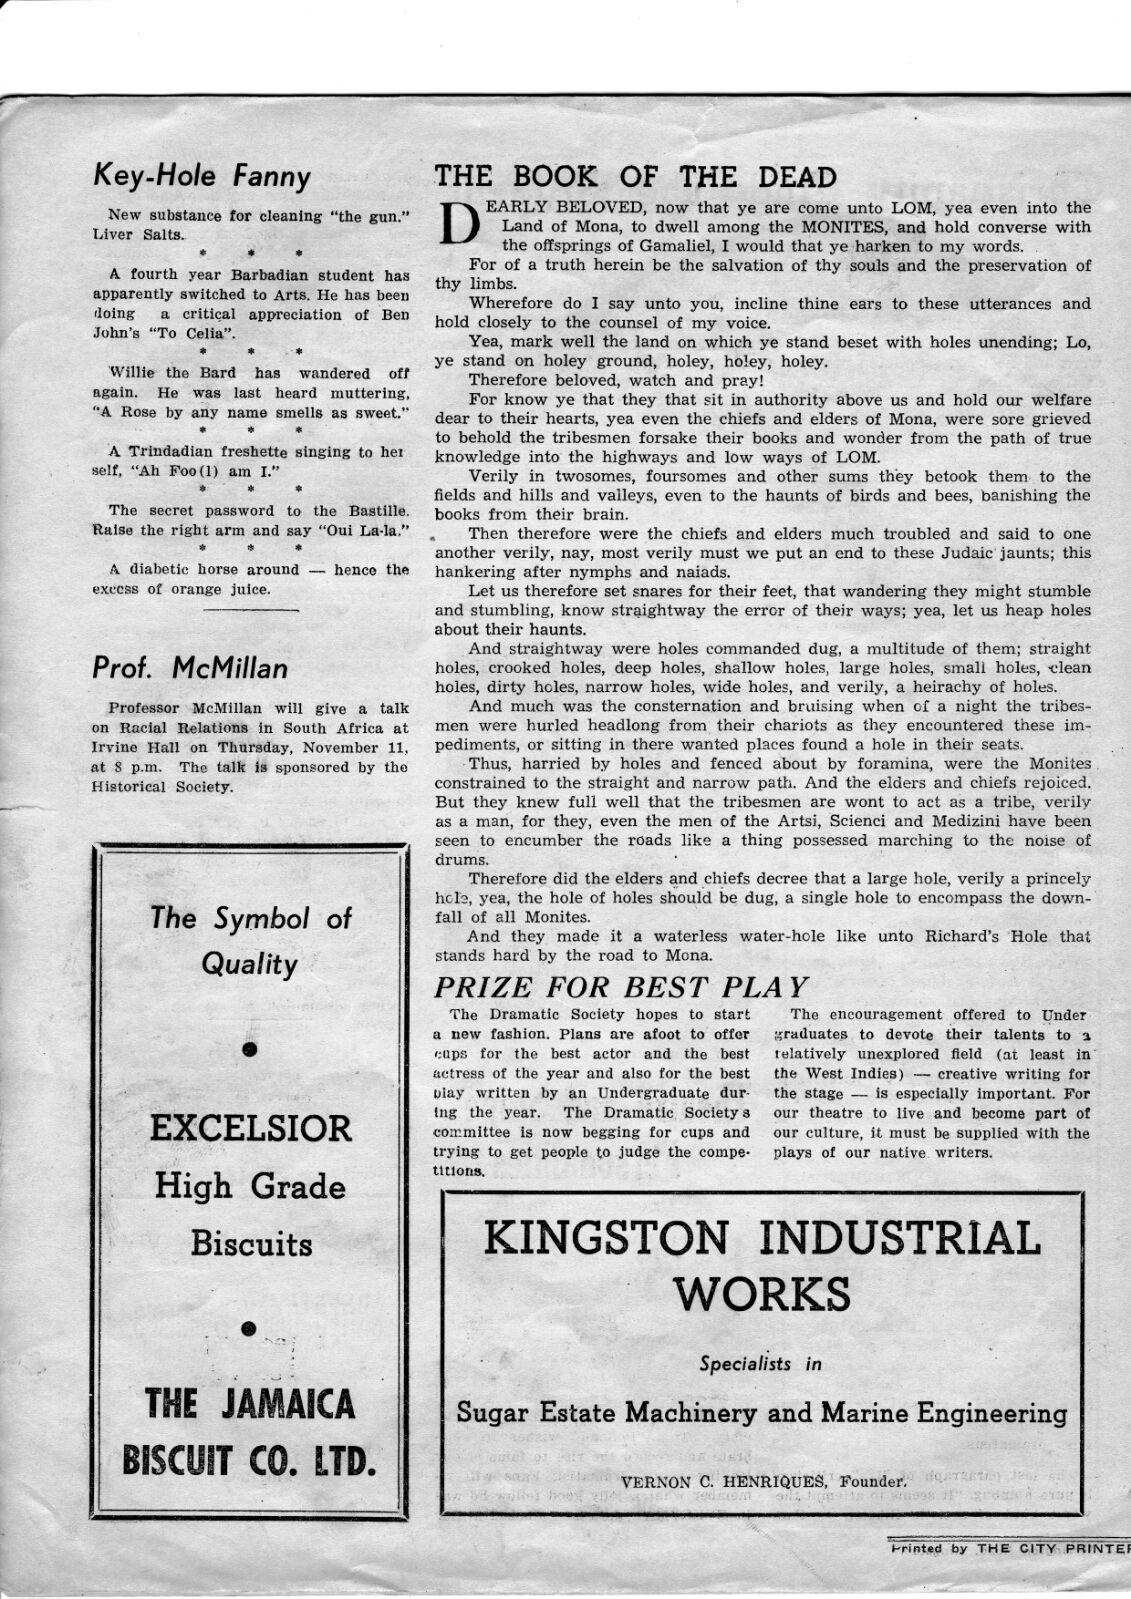 Key-Hole Fanny
New substance for cleaning "the gun."
Liver Salts.
* * *
A fourth year Barbadian student has
apparently switched to Arts. He has been
doing a critical appreciation of Ben
John's "To Celia".
* * *
Willie the Bard has wandered off
again. He was last heard muttering,
"A Rose by any name smells as sweet."
* * *
A Trindadian freshette singing to her
self, "Ah Foo(l) am I."
* * *
The secret password to the Bastille.
Raise the right arm and say "Oui La-la."
* * *
A diabetic horse around — hence the
excess of orange juice.
Prof. McMillan
Professor McMillan will give a talk
on Racial Relations in South Africa at
Irvine Hall on Thursday, November 11,
at 8 p.m. The talk is sponsored by the
Historical Society.
The Symbol of
Quality
EXCELSIOR
High Grade
Biscuits
THE JAMAICA
BISCUIT CO. LTD.
THE BOOK OF THE DEAD
DEARLY BELOVED, now that ye are come unto LOM, yea even into the
Land of Mona, to dwell among the MONITES, and hold converse with
the offsprings of Gamaliel, I would that ye harken to my words.
For of a truth herein be the salvation of thy souls and the preservation of
thy limbs.
Wherefore do I say unto you, incline thine ears to these utterances and
hold closely to the counsel of my voice.
Yea, mark well the land on which ye stand beset with holes unending; Lo,
ye stand on holey ground, holey, holey, holey.
Therefore beloved, watch and pray!
For know ye that they that sit in authority above us and hold our welfare
dear to their hearts, yea even the chiefs and elders of Mona, were sore grieved
to behold the tribesmen forsake their books and wonder from the path of true
knowledge into the highways and low ways of LOM.
Verily in twosomes, foursomes and other sums they betook them to the
fields and hills and valleys, even to the haunts of birds and bees, banishing the
books from their brain.
Then therefore were the chiefs and elders much troubled and said to one
another verily, nay, most verily must we put an end to these Judaic jaunts; this
hankering after nymphs and naiads.
Let us therefore set snares for their feet, that wandering they might stumble
and stumbling, know straightway the error of their ways; yea, let us heap holes
about their haunts.
And straightway were holes commanded dug, a multitude of them; straight
holes, crooked holes, deep holes, shallow holes, large holes, small holes, clean
holes, dirty holes, narrow holes, wide holes, and verily, a heirachy of holes.
And much was the consternation and bruising when of a night the tribes-
men were hurled headlong from their chariots as they encountered these im-
pediments, or sitting in there wanted places found a hole in their seats.
Thus, harried by holes and fenced about by foramina, were the Monites
constrained to the straight and narrow path. And the elders and chiefs rejoiced.
But they knew full well that the tribesmen are wont to act as a tribe, verily
as a man, for they, even the men of the Artsi, Scienci and Medizini have been
seen to encumber the roads like a thing possessed marching to the noise of
drums.
Therefore did the elders and chiefs decree that a large hole, verily a princely
hole, yea, the hole of holes should be dug, a single hole to encompass the down-
fall of all Monites.
And they made it a waterless water-hole like unto Richard's Hole that
stands hard by the road to Mona.
PRIZE FOR BEST PLAY
The Dramatic Society hopes to start
a new fashion. Plans are afoot to offer
cups for the best actor and the best
actress of the year and also for the best
play written by an Undergraduate dur-
ing the year. The Dramatic Society s
committee is now begging for cups and
trying to get people to judge the compe-
titions.
The encouragement offered to Under
graduates to devote their talents to a
relatively unexplored field (at least in
the West Indies) — creative writing for
the stage — is especially important. For
our theatre to live and become part of
our culture, it must be supplied with the
plays of our native writers.
KINGSTON INDUSTRIAL
WORKS
Specialists in
Sugar Estate Machinery and Marine Engineering
VERNON C. HENRIQUES, Founder.
Printed by THE CITY PRINTER